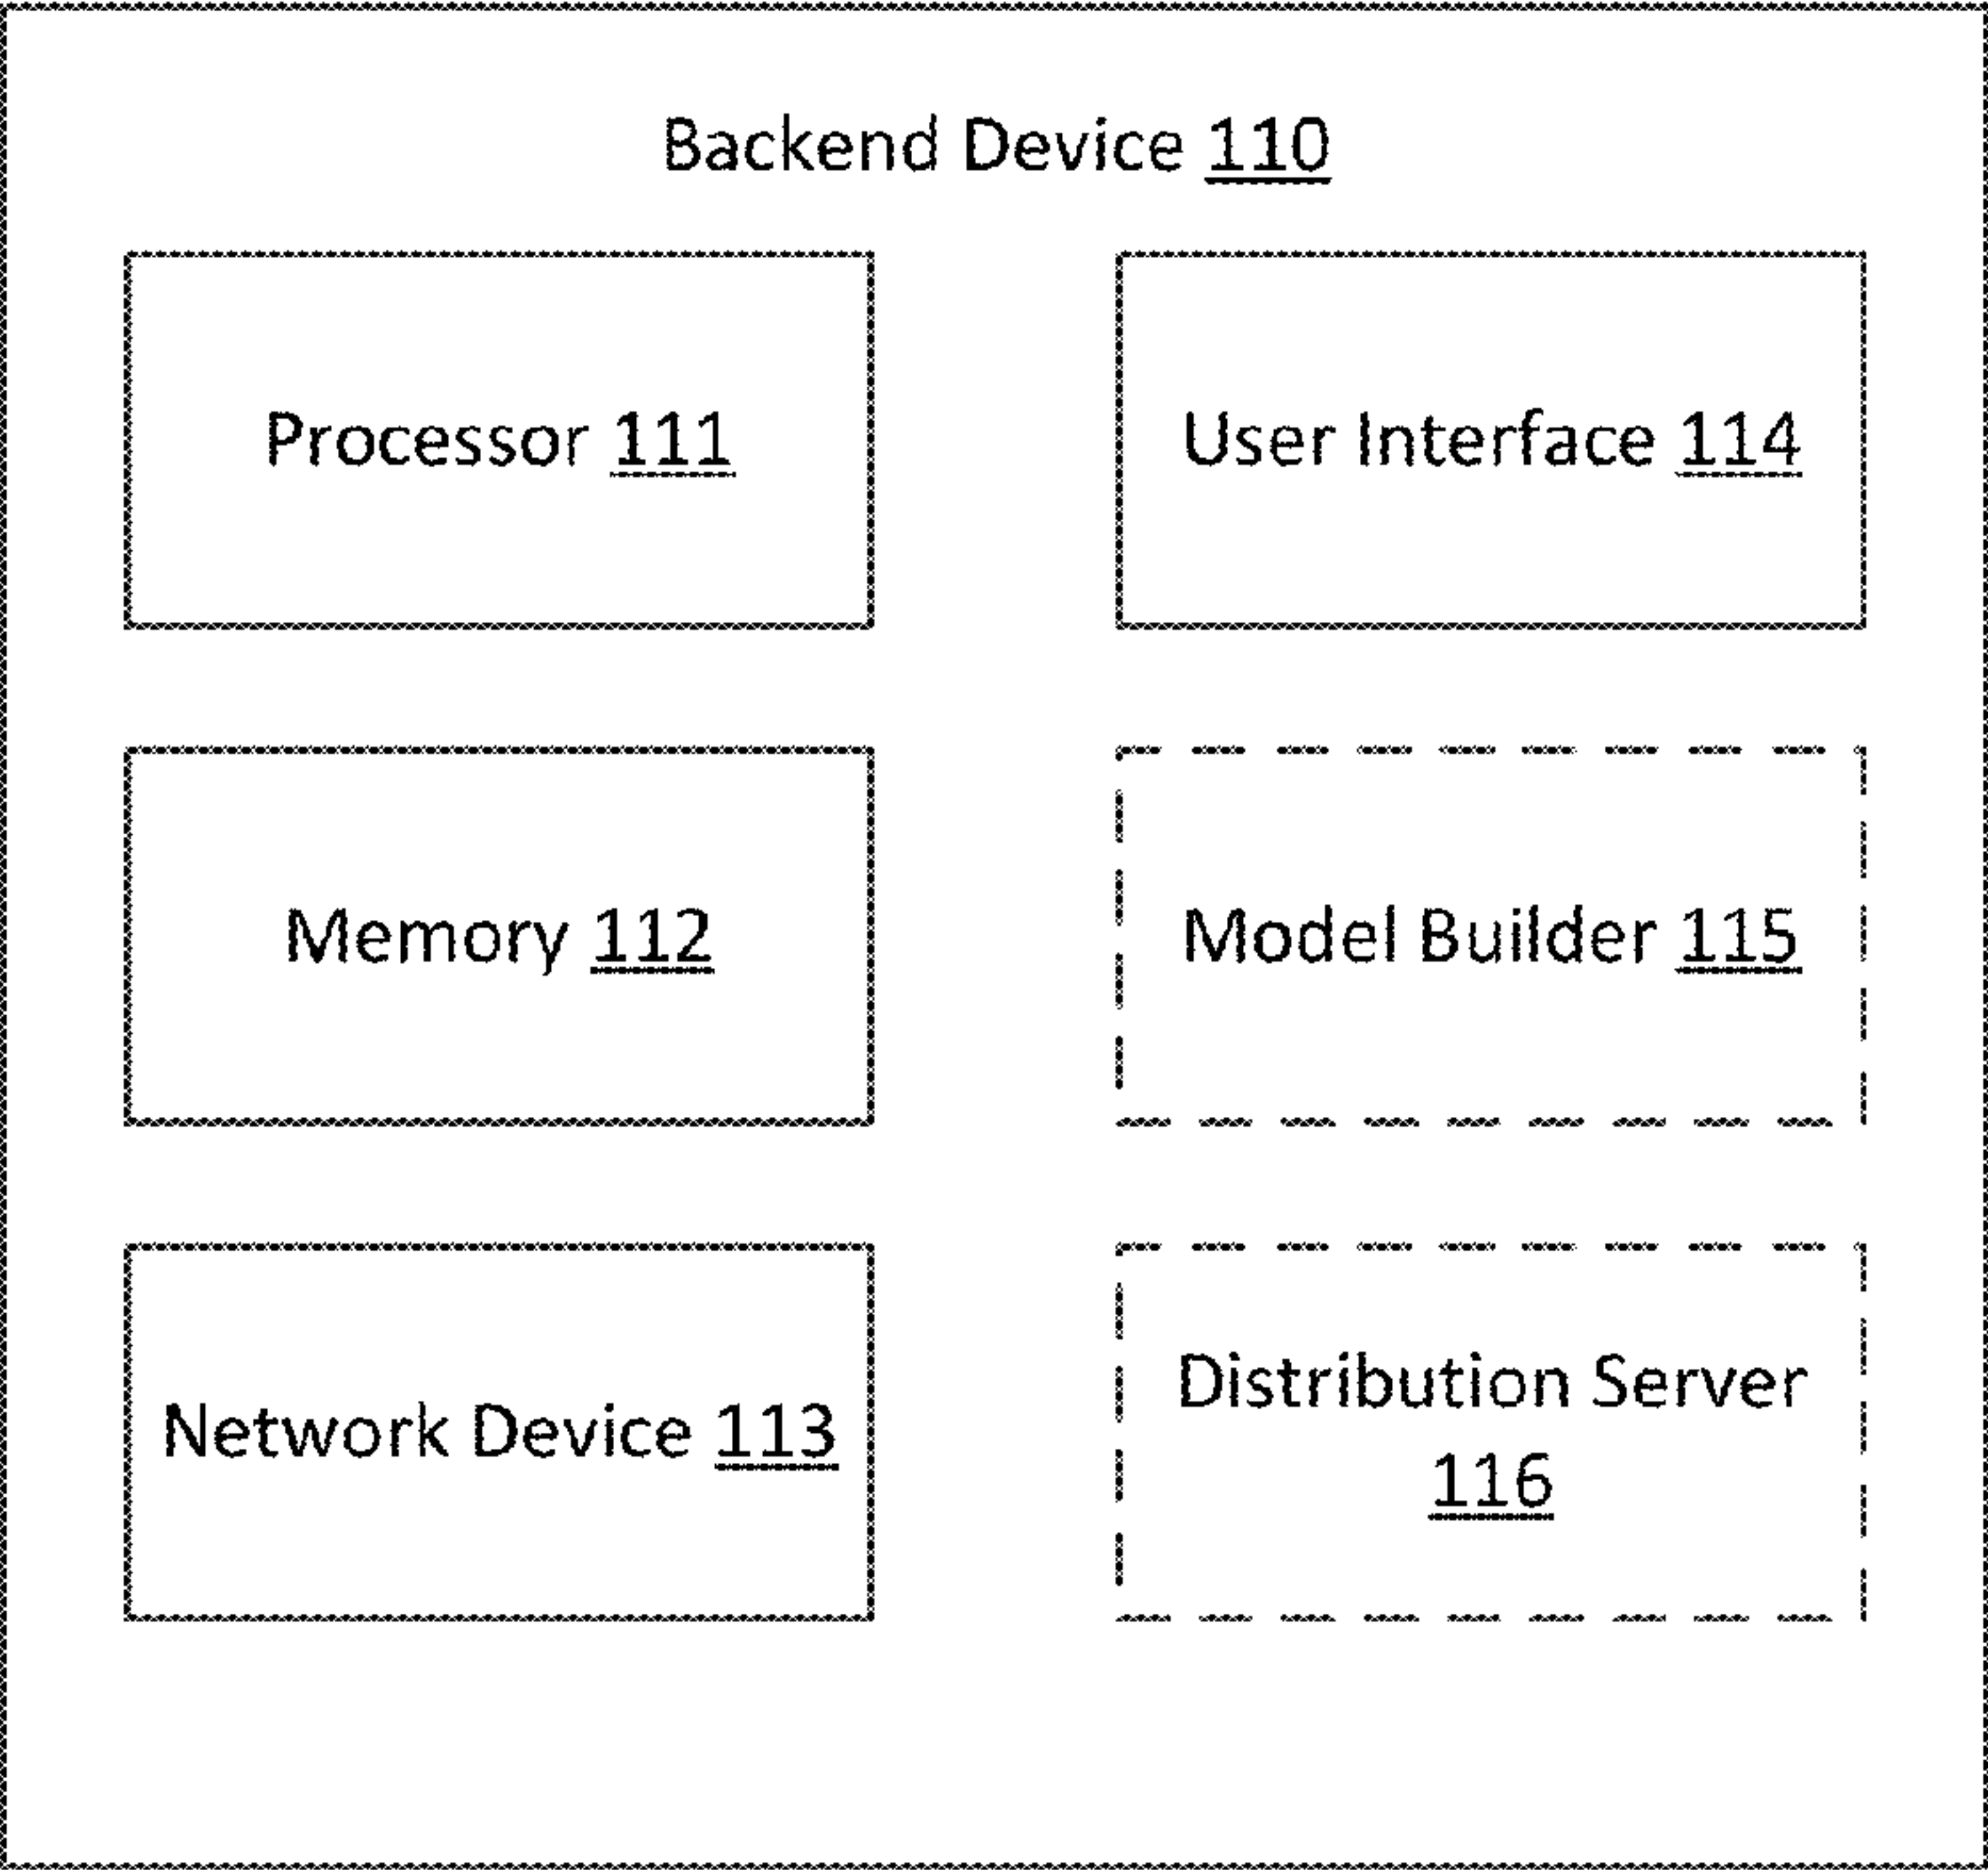 Backend Device 110
Processor 111
User Interface 114
Memory 112
Model Builder 115
Network Device 113
Distribution Server
116